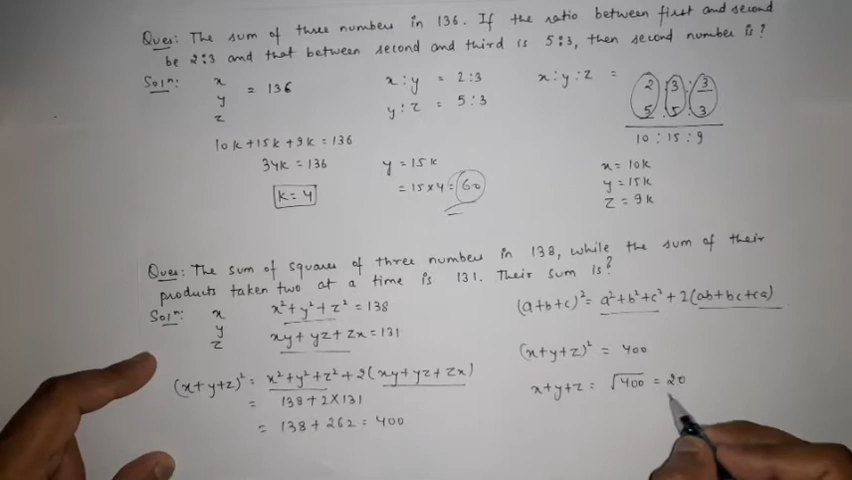 Ques: The sum of three numbers in 136. If the ratio between first and second
be 2:3 and that between second and third is 5:3, then second number is?
Solⁿ: x
y = 136
z
x:y = 2:3
y:z = 5:3
x:y:z =
2 : 3 : 3
5 : 5 : 3
10 : 15 : 9
10k+15k+9k = 136
34k = 136
k = 4
y = 15k
= 15x4 = 60
x = 10k
y = 15k
z = 9k
Ques: The sum of squares of three numbers in 138, while the sum of their
products taken two at a time is 131. Their sum is?
Solⁿ: x
y
z
x²+y²+z² = 138
xy+yz+zx = 131
(x+y+z)² = x²+y²+z²+2(xy+yz+zx)
= 138+2x131
= 138+262 = 400
(a+b+c)² = a²+b²+c²+2(ab+bc+ca)
(x+y+z)² = 400
x+y+z = √400 = 20